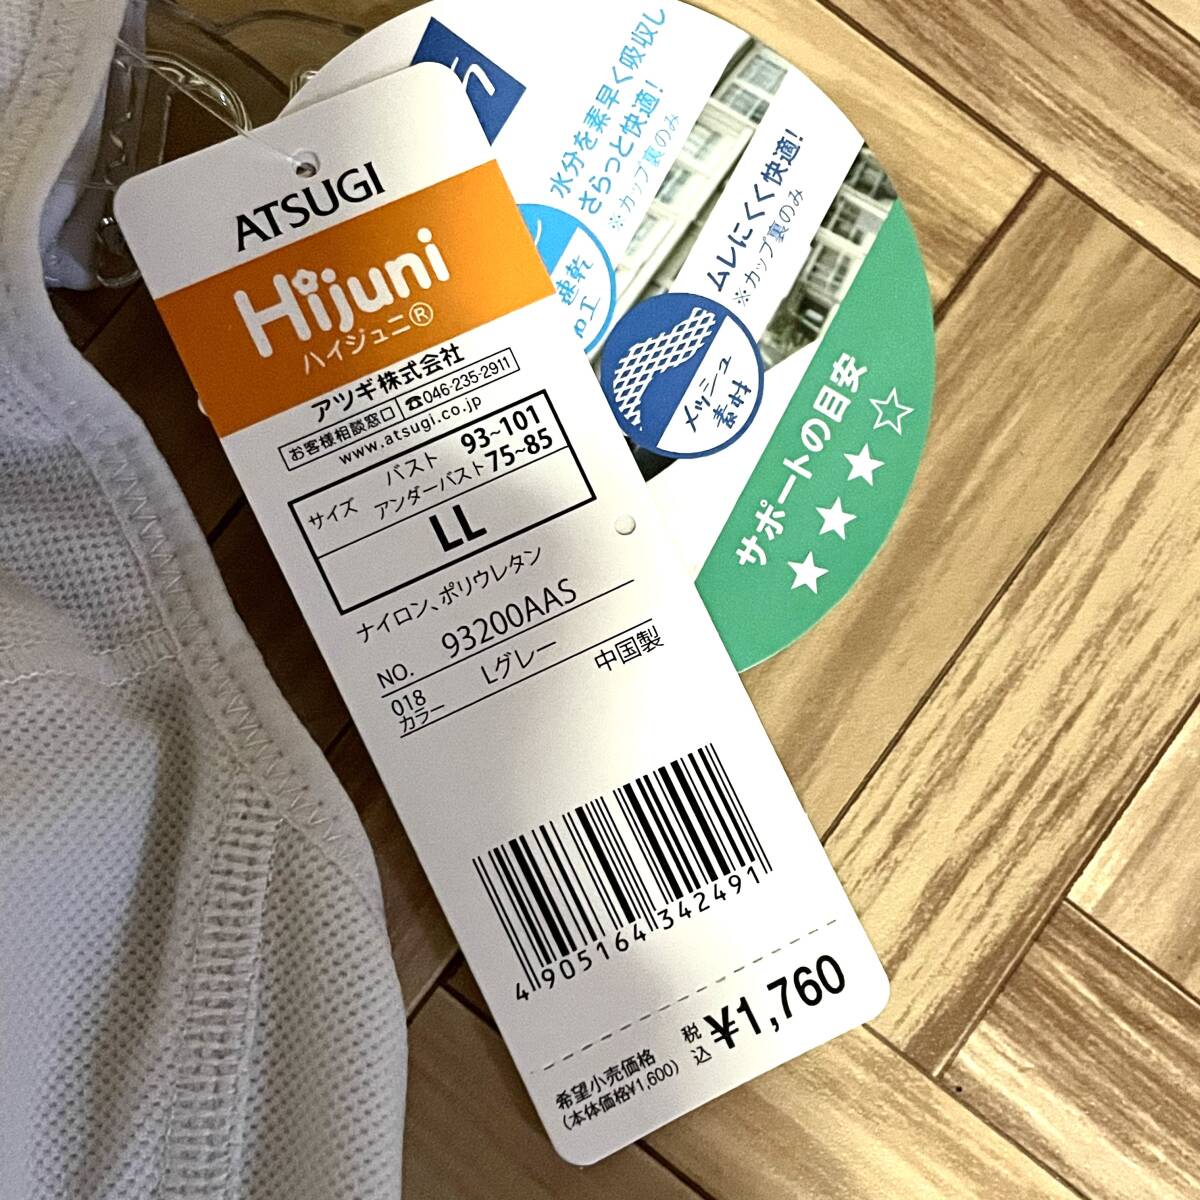 ATSUGI
Hijuni
ハイジュニ®
アツギ株式会社
お客様相談窓口 ☎046-235-2911
www.atsugi.co.jp
サイズ バスト 93~101
アンダーバスト 75~85
LL
ナイロン、ポリウレタン
NO. 93200AAS
018 Lグレー 中国製
カラー
4905164342491
希望小売価格 税込 ¥1,760
(本体価格¥1,600)
水分を素早く吸収し
さらっと快適!
※カップ裏のみ
速乾
加工
ムレにくく快適!
※カップ裏のみ
メッシュ
素材
サポートの目安
★★★☆